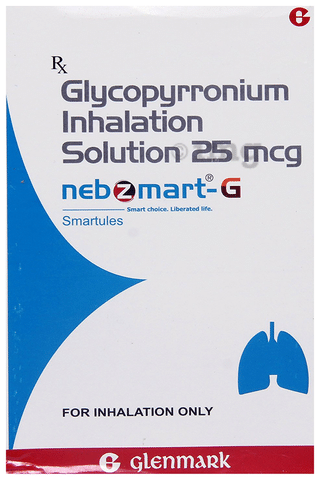 Rx
Glycopyrronium
Inhalation
Solution 25 mcg
nebzmart®-G
Smart choice. Liberated life.
Smartules
FOR INHALATION ONLY
G glenmark